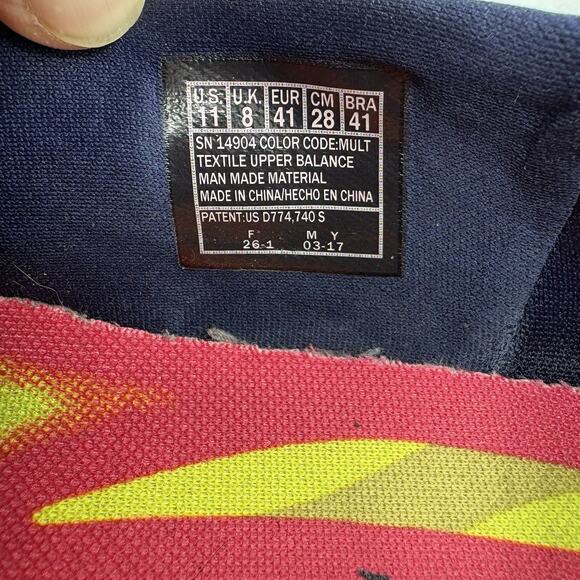 U.S. U.K. EUR CM BRA
11 8 41 28 41
SN 14904 COLOR CODE:MULT
TEXTILE UPPER BALANCE
MAN MADE MATERIAL
MADE IN CHINA/HECHO EN CHINA
PATENT:US D774,740 S
F M Y
26-1 03-17